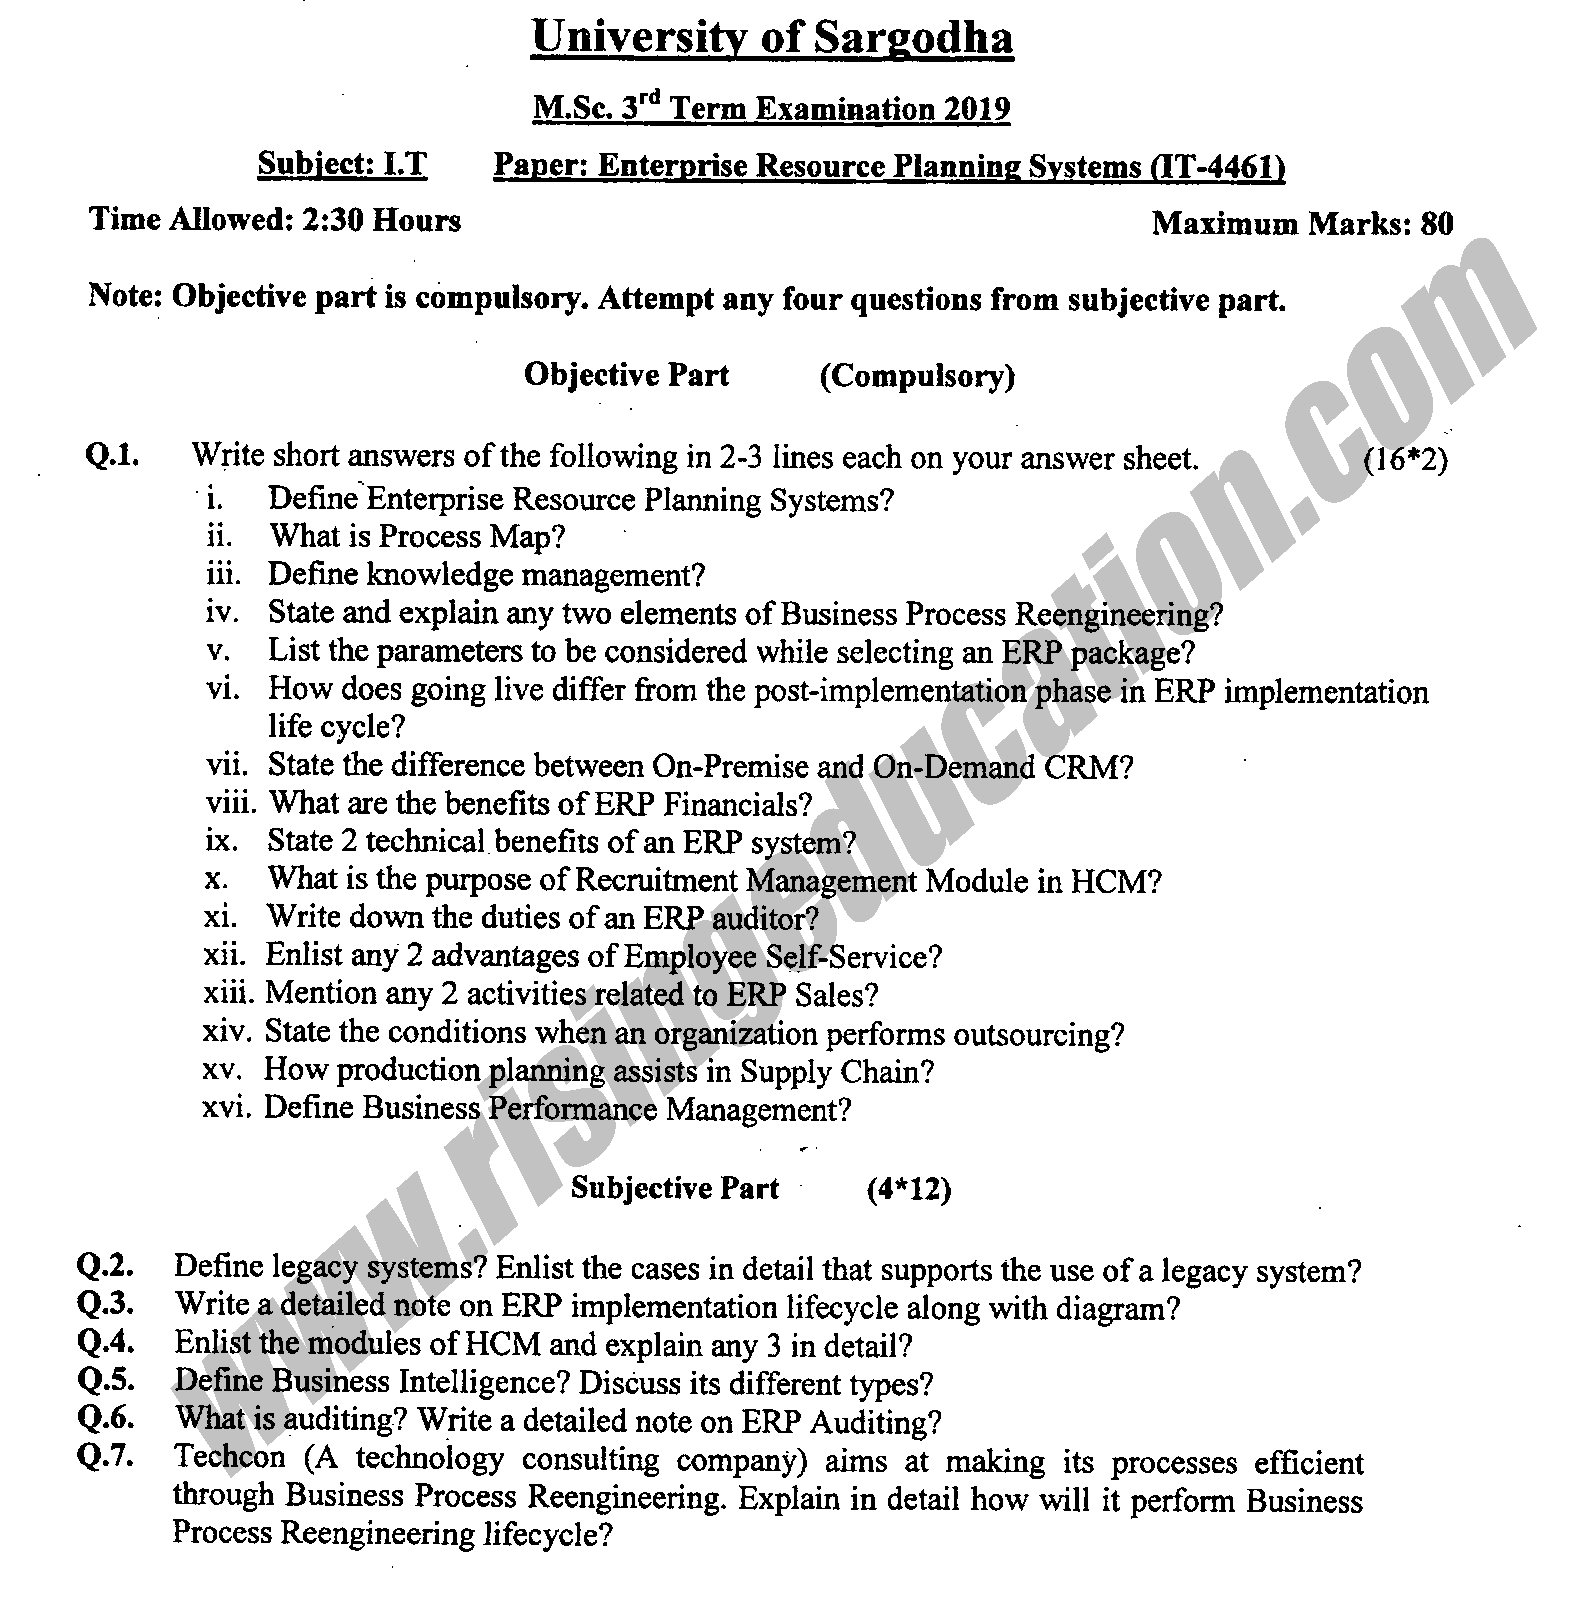 University of Sargodha
M.Sc. 3rd Term Examination 2019
Subject: I.T Paper: Enterprise Resource Planning Systems (IT-4461)
Time Allowed: 2:30 Hours Maximum Marks: 80
Note: Objective part is compulsory. Attempt any four questions from subjective part.
Objective Part (Compulsory)
Q.1. Write short answers of the following in 2-3 lines each on your answer sheet. (16*2)
i. Define Enterprise Resource Planning Systems?
ii. What is Process Map?
iii. Define knowledge management?
iv. State and explain any two elements of Business Process Reengineering?
v. List the parameters to be considered while selecting an ERP package?
vi. How does going live differ from the post-implementation phase in ERP implementation
life cycle?
vii. State the difference between On-Premise and On-Demand CRM?
viii. What are the benefits of ERP Financials?
ix. State 2 technical benefits of an ERP system?
x. What is the purpose of Recruitment Management Module in HCM?
xi. Write down the duties of an ERP auditor?
xii. Enlist any 2 advantages of Employee Self-Service?
xiii. Mention any 2 activities related to ERP Sales?
xiv. State the conditions when an organization performs outsourcing?
xv. How production planning assists in Supply Chain?
xvi. Define Business Performance Management?
Subjective Part (4*12)
Q.2. Define legacy systems? Enlist the cases in detail that supports the use of a legacy system?
Q.3. Write a detailed note on ERP implementation lifecycle along with diagram?
Q.4. Enlist the modules of HCM and explain any 3 in detail?
Q.5. Define Business Intelligence? Discuss its different types?
Q.6. What is auditing? Write a detailed note on ERP Auditing?
Q.7. Techcon (A technology consulting company) aims at making its processes efficient
through Business Process Reengineering. Explain in detail how will it perform Business
Process Reengineering lifecycle?
www.risingeducation.com